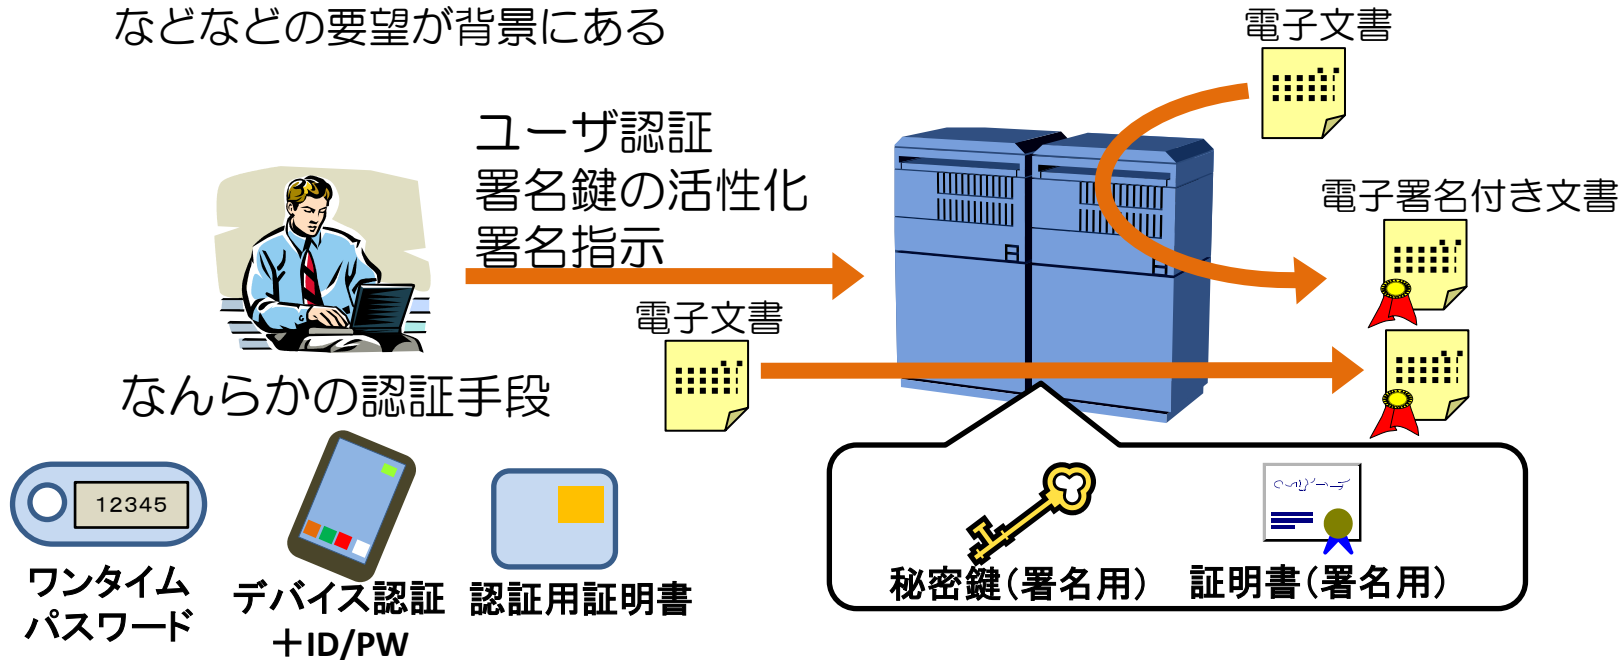 などなどの要望が背景にある
電子文書
ユーザ認証
署名鍵の活性化
署名指示
電子署名付き文書
電子文書
なんらかの認証手段
12345
ワンタイム
パスワード
デバイス認証
＋ID/PW
認証用証明書
秘密鍵（署名用）
証明書（署名用）